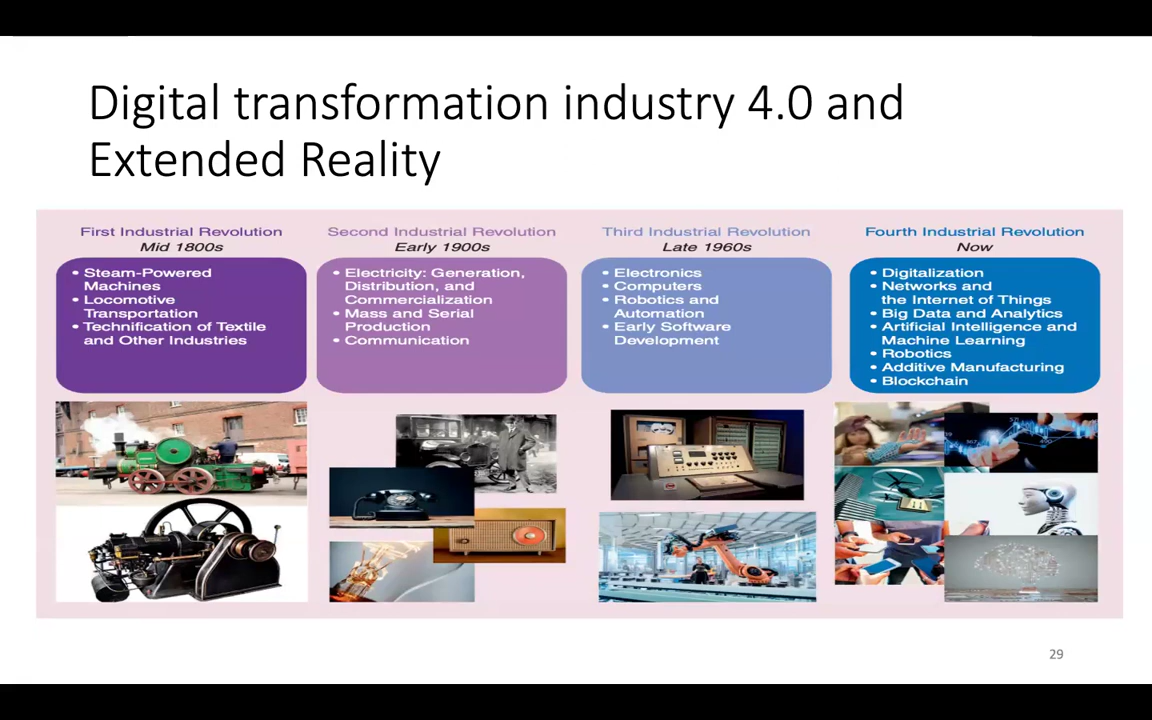 Digital transformation industry 4.0 and
Extended Reality
First Industrial Revolution
Mid 1800s
• Steam-Powered
Machines
• Locomotive
Transportation
• Technification of Textile
and Other Industries
Second Industrial Revolution
Early 1900s
• Electricity: Generation,
Distribution, and
Commercialization
• Mass and Serial
Production
• Communication
Third Industrial Revolution
Late 1960s
• Electronics
• Computers
• Robotics and
Automation
• Early Software
Development
Fourth Industrial Revolution
Now
• Digitalization
• Networks and
the Internet of Things
• Big Data and Analytics
• Artificial Intelligence and
Machine Learning
• Robotics
• Additive Manufacturing
• Blockchain
29